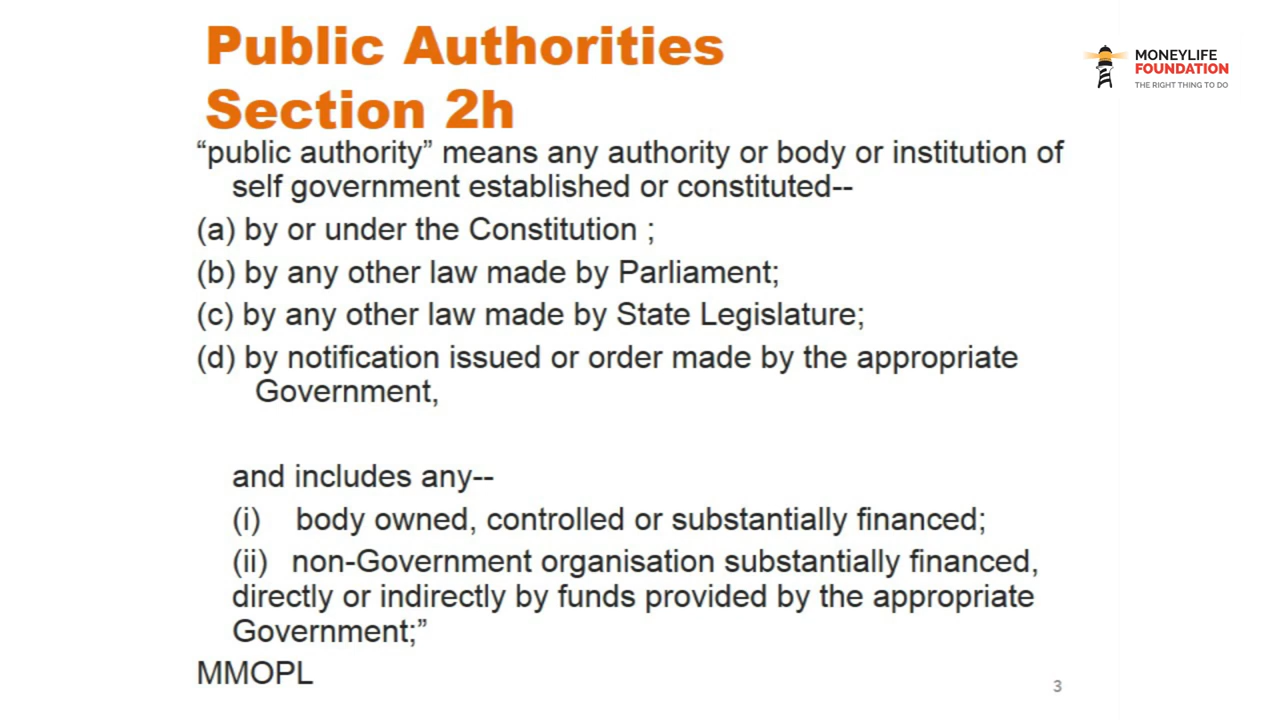 Public Authorities
Section 2h
MONEYLIFE
FOUNDATION
THE RIGHT THING TO DO
“public authority” means any authority or body or institution of
self government established or constituted--
(a) by or under the Constitution ;
(b) by any other law made by Parliament;
(c) by any other law made by State Legislature;
(d) by notification issued or order made by the appropriate
Government,
and includes any--
(i) body owned, controlled or substantially financed;
(ii) non-Government organisation substantially financed,
directly or indirectly by funds provided by the appropriate
Government;”
MMOPL
3